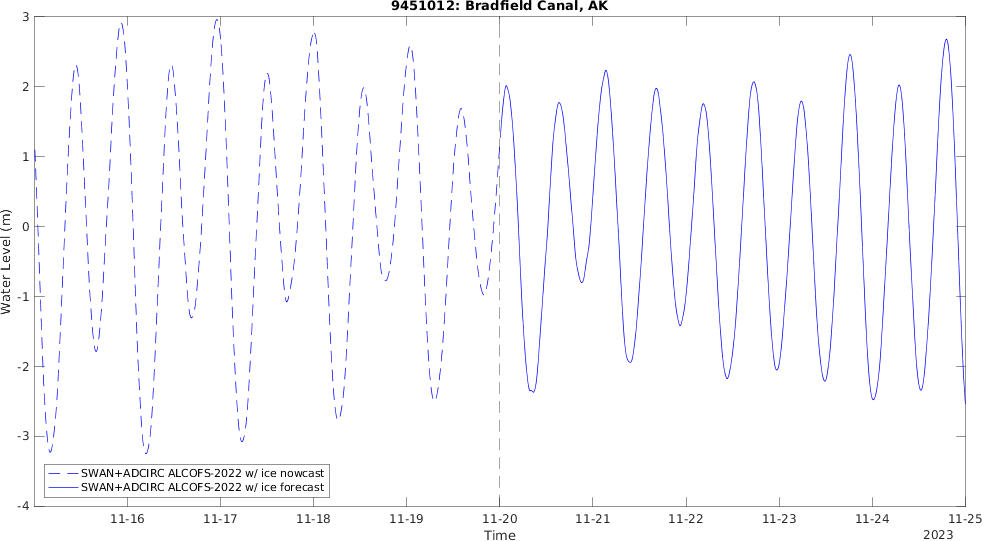 9451012: Bradfield Canal, AK
Water Level (m)
3
2
1
0
-1
-2
-3
-4
SWAN+ADCIRC ALCOFS-2022 w/ ice nowcast
SWAN+ADCIRC ALCOFS-2022 w/ ice forecast
11-16 11-17 11-18 11-19 11-20 11-21 11-22 11-23 11-24 11-25
Time
2023